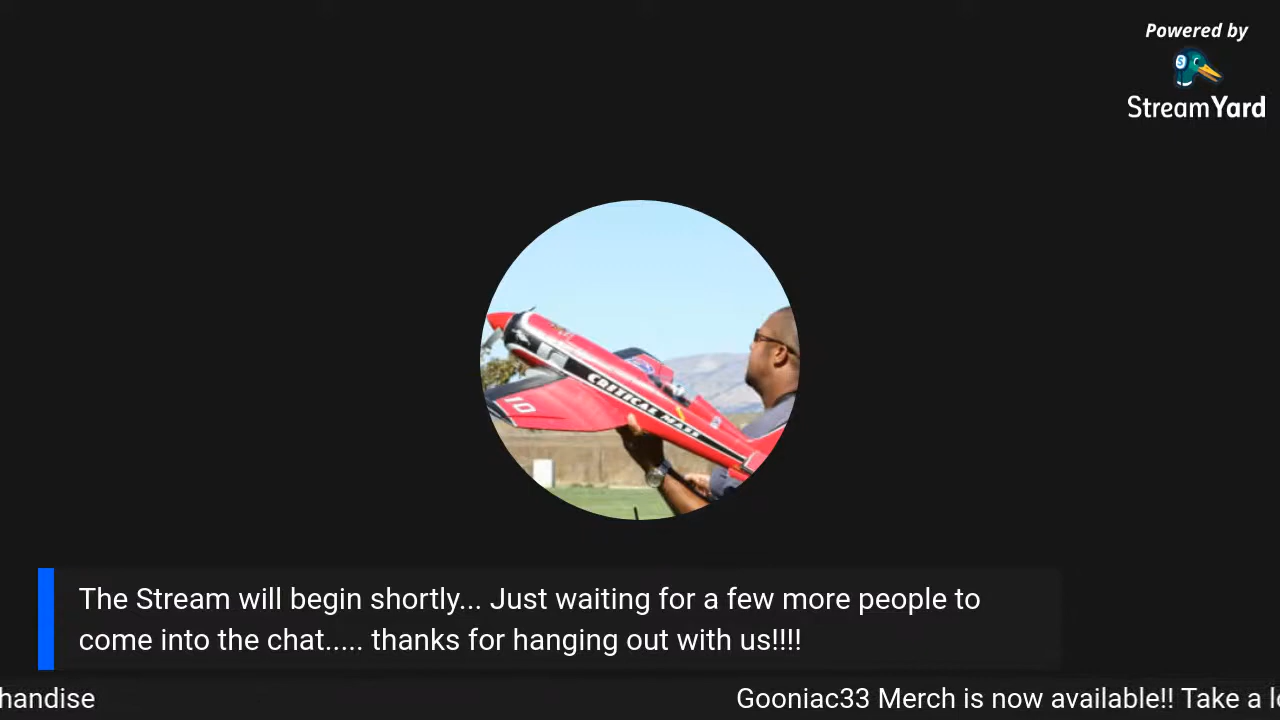 Powered by
StreamYard
CRITICAL MASS
10
The Stream will begin shortly... Just waiting for a few more people to
come into the chat..... thanks for hanging out with us!!!!
handise
Gooniac33 Merch is now available!! Take a lo